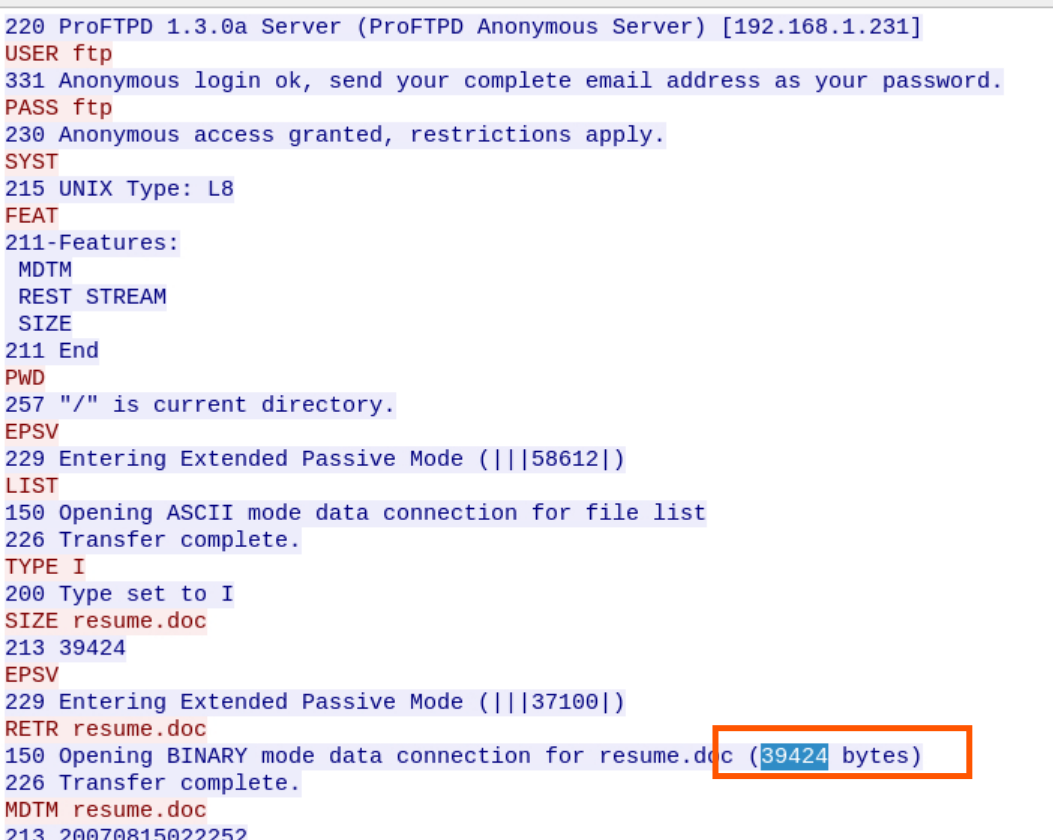 220 ProFTPD 1.3.0a Server (ProFTPD Anonymous Server) [192.168.1.231]
USER ftp
331 Anonymous login ok, send your complete email address as your password.
PASS ftp
230 Anonymous access granted, restrictions apply.
SYST
215 UNIX Type: L8
FEAT
211-Features:
 MDTM
 REST STREAM
 SIZE
211 End
PWD
257 "/" is current directory.
EPSV
229 Entering Extended Passive Mode (|||58612|)
LIST
150 Opening ASCII mode data connection for file list
226 Transfer complete.
TYPE I
200 Type set to I
SIZE resume.doc
213 39424
EPSV
229 Entering Extended Passive Mode (|||37100|)
RETR resume.doc
150 Opening BINARY mode data connection for resume.doc (39424 bytes)
226 Transfer complete.
MDTM resume.doc
213 20070815022252